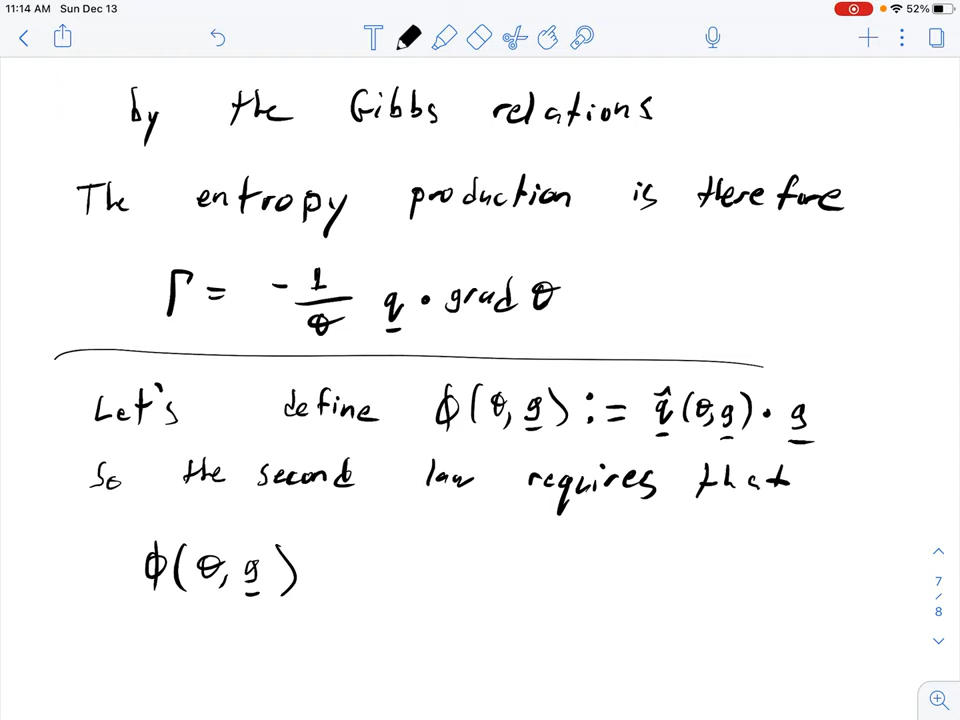 11:14 AM Sun Dec 13 52%
by the Gibbs relations
The entropy production is therefore
Γ = -1/θ q · grad θ
Let's define ϕ(θ, g) := q̂(θ, g) · g
So the second law requires that
ϕ(θ, g)
7
/
8